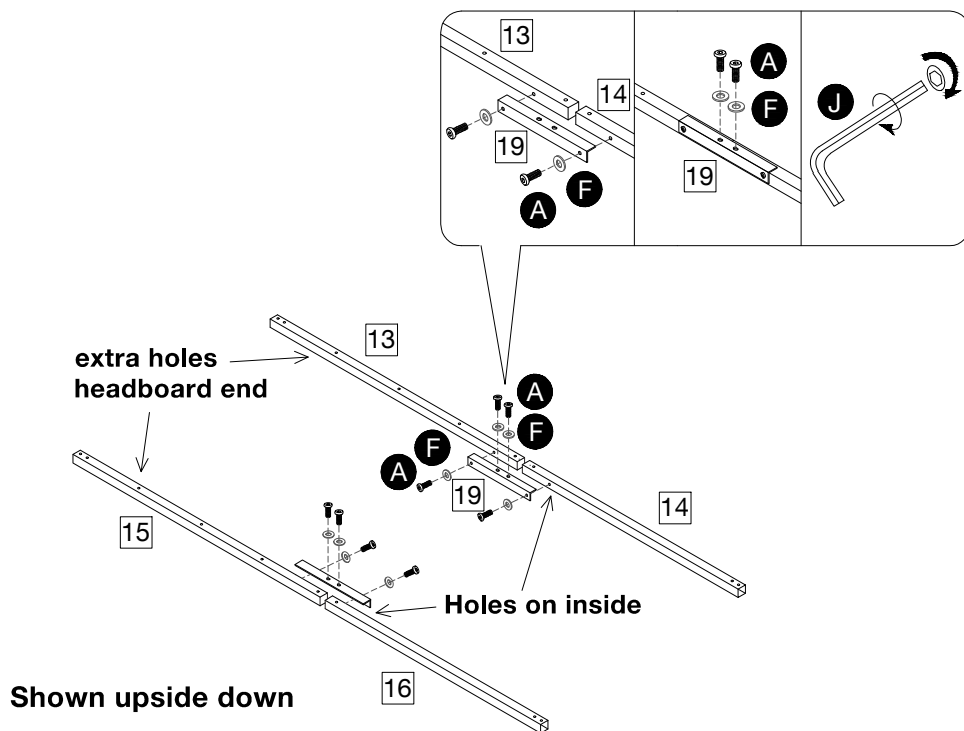 13
14
19
A
F
A
F
19
J
13
extra holes
headboard end
A
F
F
A
19
14
15
Holes on inside
16
Shown upside down